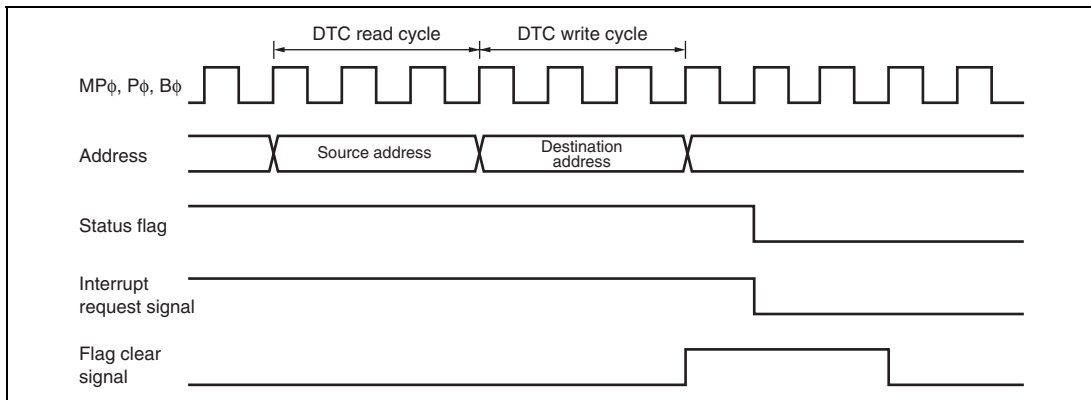 DTC read cycle
DTC write cycle
MPϕ, Pϕ, Bϕ
Address
Source address
Destination
address
Status flag
Interrupt
request signal
Flag clear
signal